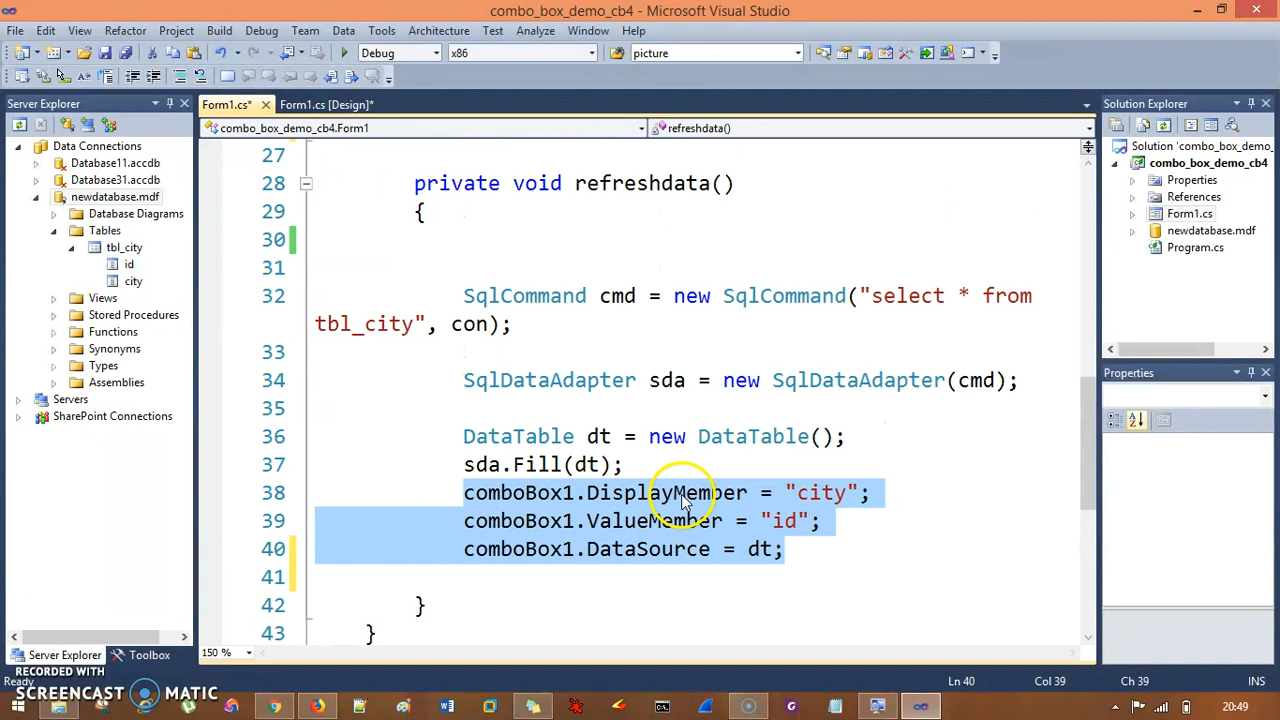 combo_box_demo_cb4 - Microsoft Visual Studio
File Edit View Refactor Project Build Debug Team Data Tools Architecture Test Analyze Window Help
Debug x86 picture
Server Explorer
Data Connections
Database11.accdb
Database31.accdb
newdatabase.mdf
Database Diagrams
Tables
tbl_city
id
city
Views
Stored Procedures
Functions
Synonyms
Types
Assemblies
Servers
SharePoint Connections
Server Explorer Toolbox
Form1.cs* Form1.cs [Design]*
combo_box_demo_cb4.Form1 refreshdata()
27
28 private void refreshdata()
29 {
30
31
32 SqlCommand cmd = new SqlCommand("select * from
tbl_city", con);
33
34 SqlDataAdapter sda = new SqlDataAdapter(cmd);
35
36 DataTable dt = new DataTable();
37 sda.Fill(dt);
38 comboBox1.DisplayMember = "city";
39 comboBox1.ValueMember = "id";
40 comboBox1.DataSource = dt;
41
42 }
43 }
150 %
Solution Explorer
Solution 'combo_box_demo_
combo_box_demo_cb4
Properties
References
Form1.cs
newdatabase.mdf
Program.cs
Properties
Ln 40 Col 39 Ch 39 INS
RECORDED WITH
SCREENCAST MATIC
20:49